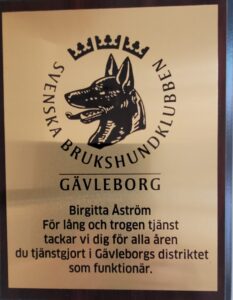 SVENSKA BRUKSHUNDKLUBBEN
GÄVLEBORG
Birgitta Åström
För lång och trogen tjänst
tackar vi dig för alla åren
du tjänstgjort i Gävleborgs distriktet
som funktionär.